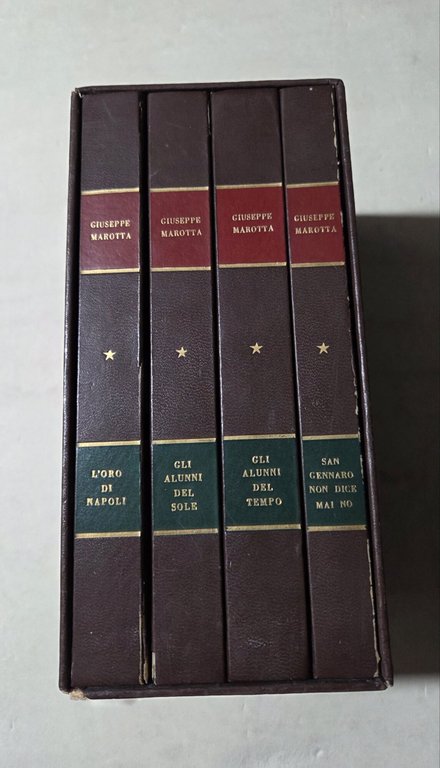 GIUSEPPE
MAROTTA
L'ORO
DI
NAPOLI
GIUSEPPE
MAROTTA
GLI
ALUNNI
DEL
SOLE
GIUSEPPE
MAROTTA
GLI
ALUNNI
DEL
TEMPO
GIUSEPPE
MAROTTA
SAN
GENNARO
NON DICE
MAI NO